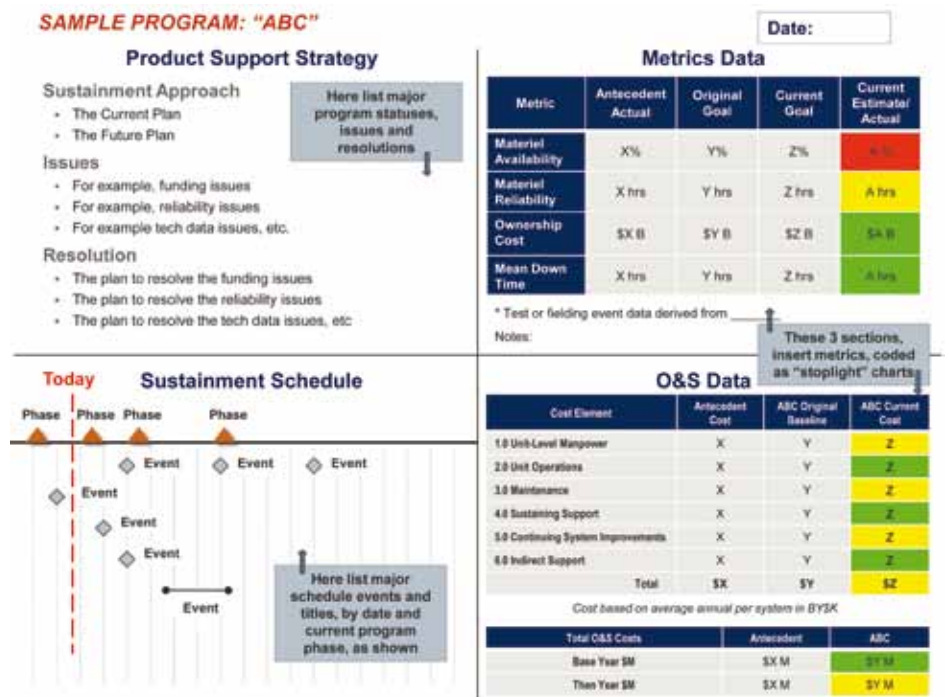 SAMPLE PROGRAM: “ABC”
Date:
Product Support Strategy
Sustainment Approach
• The Current Plan
• The Future Plan
Issues
• For example, funding issues
• For example, reliability issues
• For example tech data issues, etc.
Resolution
• The plan to resolve the funding issues
• The plan to resolve the reliability issues
• The plan to resolve the tech data issues, etc
Here list major
program statuses,
issues and
resolutions
Metrics Data
Metric Antecedent Actual Original Goal Current Goal Current Estimate/ Actual
Materiel Availability X% Y% Z%
Materiel Reliability X hrs Y hrs Z hrs A hrs
Ownership Cost $X B $Y B $Z B $A B
Mean Down Time X hrs Y hrs Z hrs A hrs
* Test or fielding event data derived from ______
Notes:
These 3 sections,
insert metrics, coded
as “stoplight” charts
Today
Sustainment Schedule
Phase Phase Phase Phase
Event Event Event
Event
Event
Event
Event
Here list major
schedule events and
titles, by date and
current program
phase, as shown
O&S Data
Cost Element Antecedent Cost ABC Original Baseline ABC Current Cost
1.0 Unit-Level Manpower X Y Z
2.0 Unit Operations X Y Z
3.0 Maintenance X Y Z
4.0 Sustaining Support X Y Z
5.0 Continuing System Improvements X Y Z
6.0 Indirect Support X Y Z
Total $X $Y $Z
Cost based on average annual per system in BY$K
Total O&S Costs Antecedent ABC
Base Year $M $X M $Y M
Then Year $M $X M $Y M